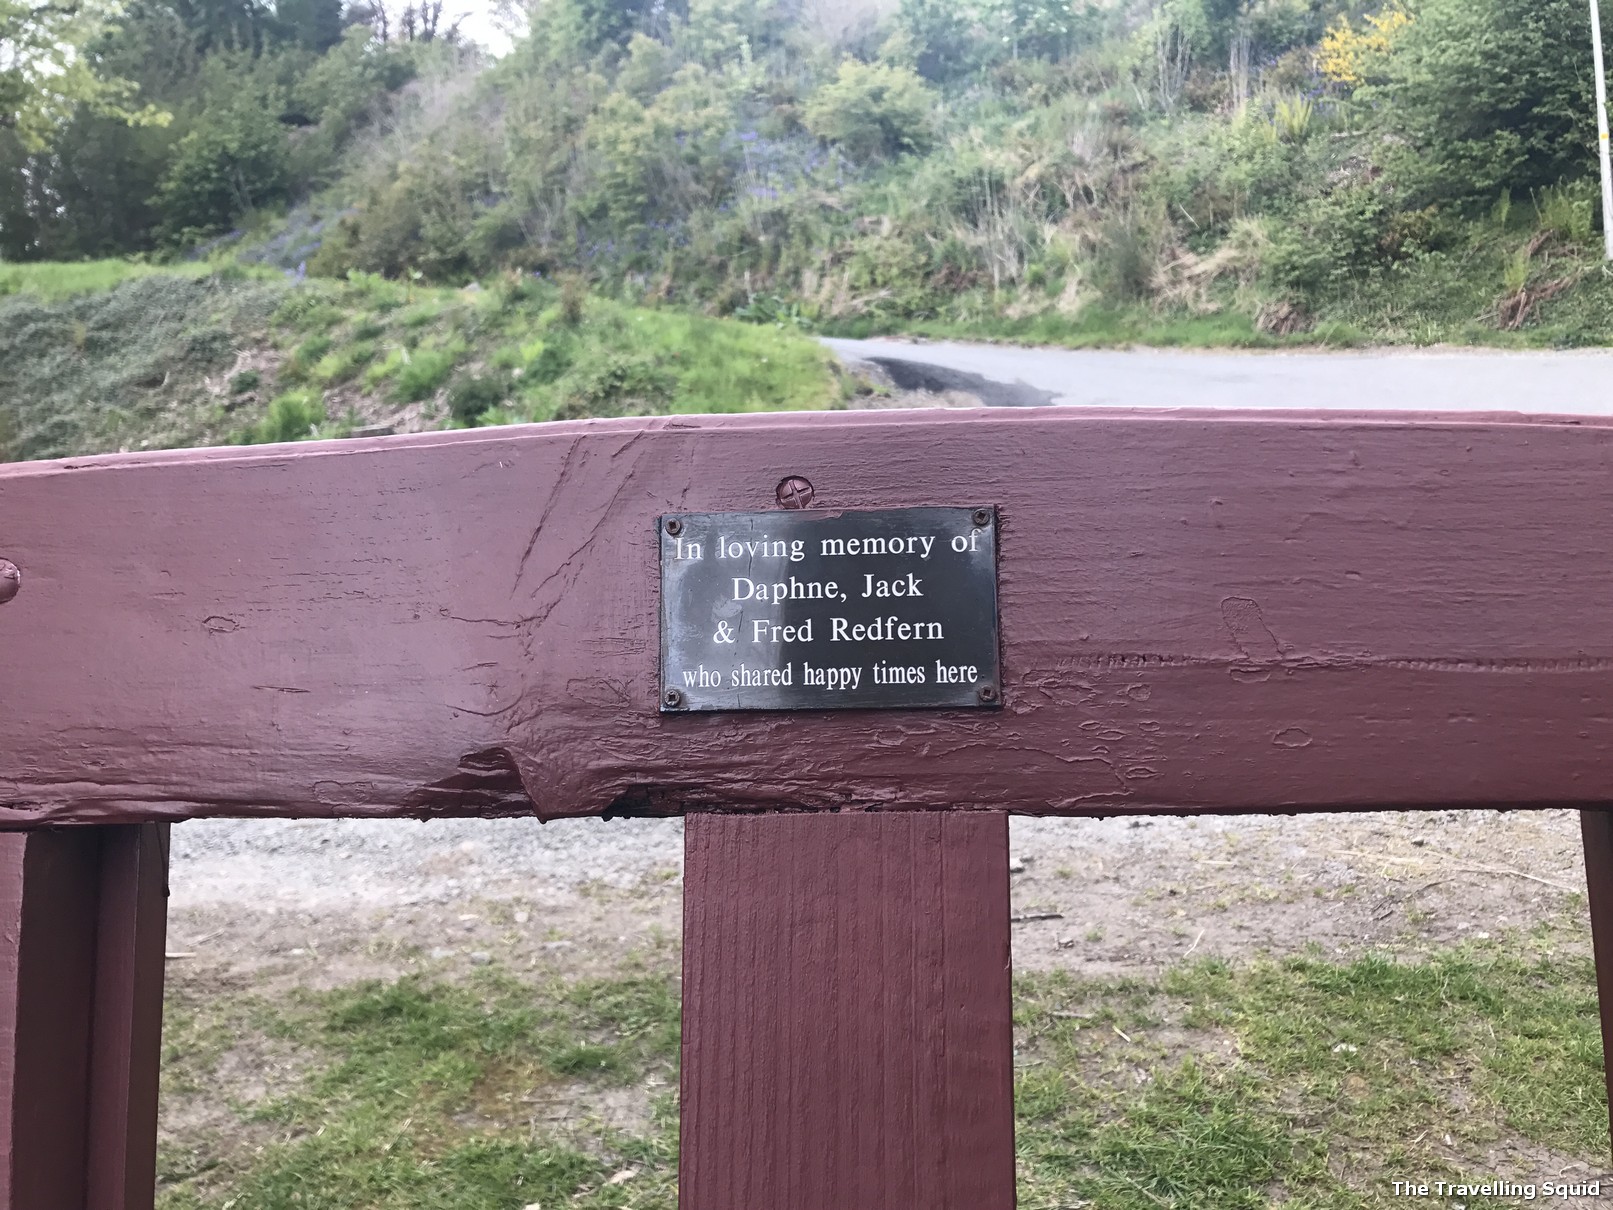 In loving memory of
Daphne, Jack
& Fred Redfern
who shared happy times here
The Travelling Squid